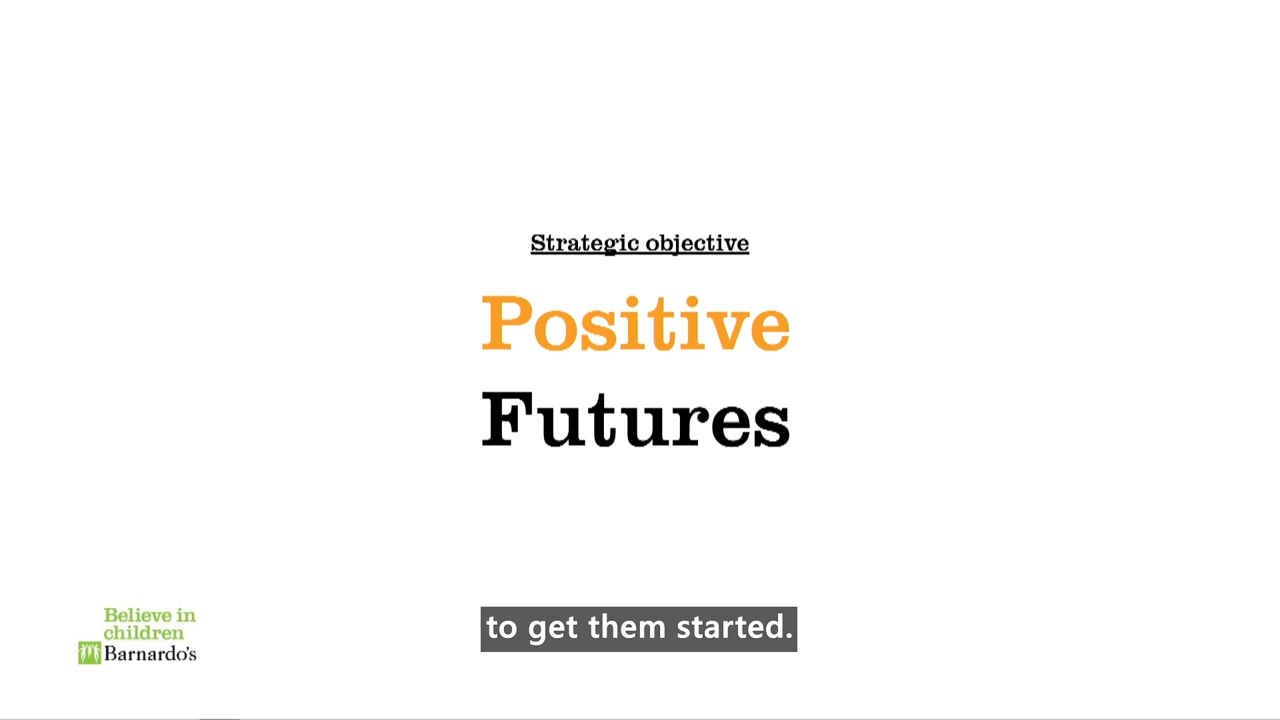 Strategic objective
Positive
Futures
Believe in
children
Barnardo's
to get them started.